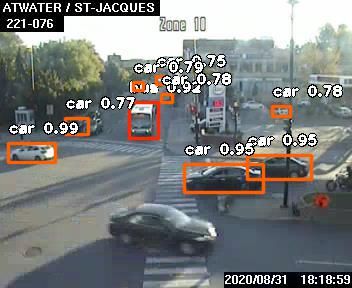 ATWATER / ST-JACQUES
221-076
Zone 10
car 0.75
car 0.79
car 0.78
bus 0.92
car 0.77
car 0.78
car 0.99
car 0.95
car 0.95
2020/08/31 18:18:59